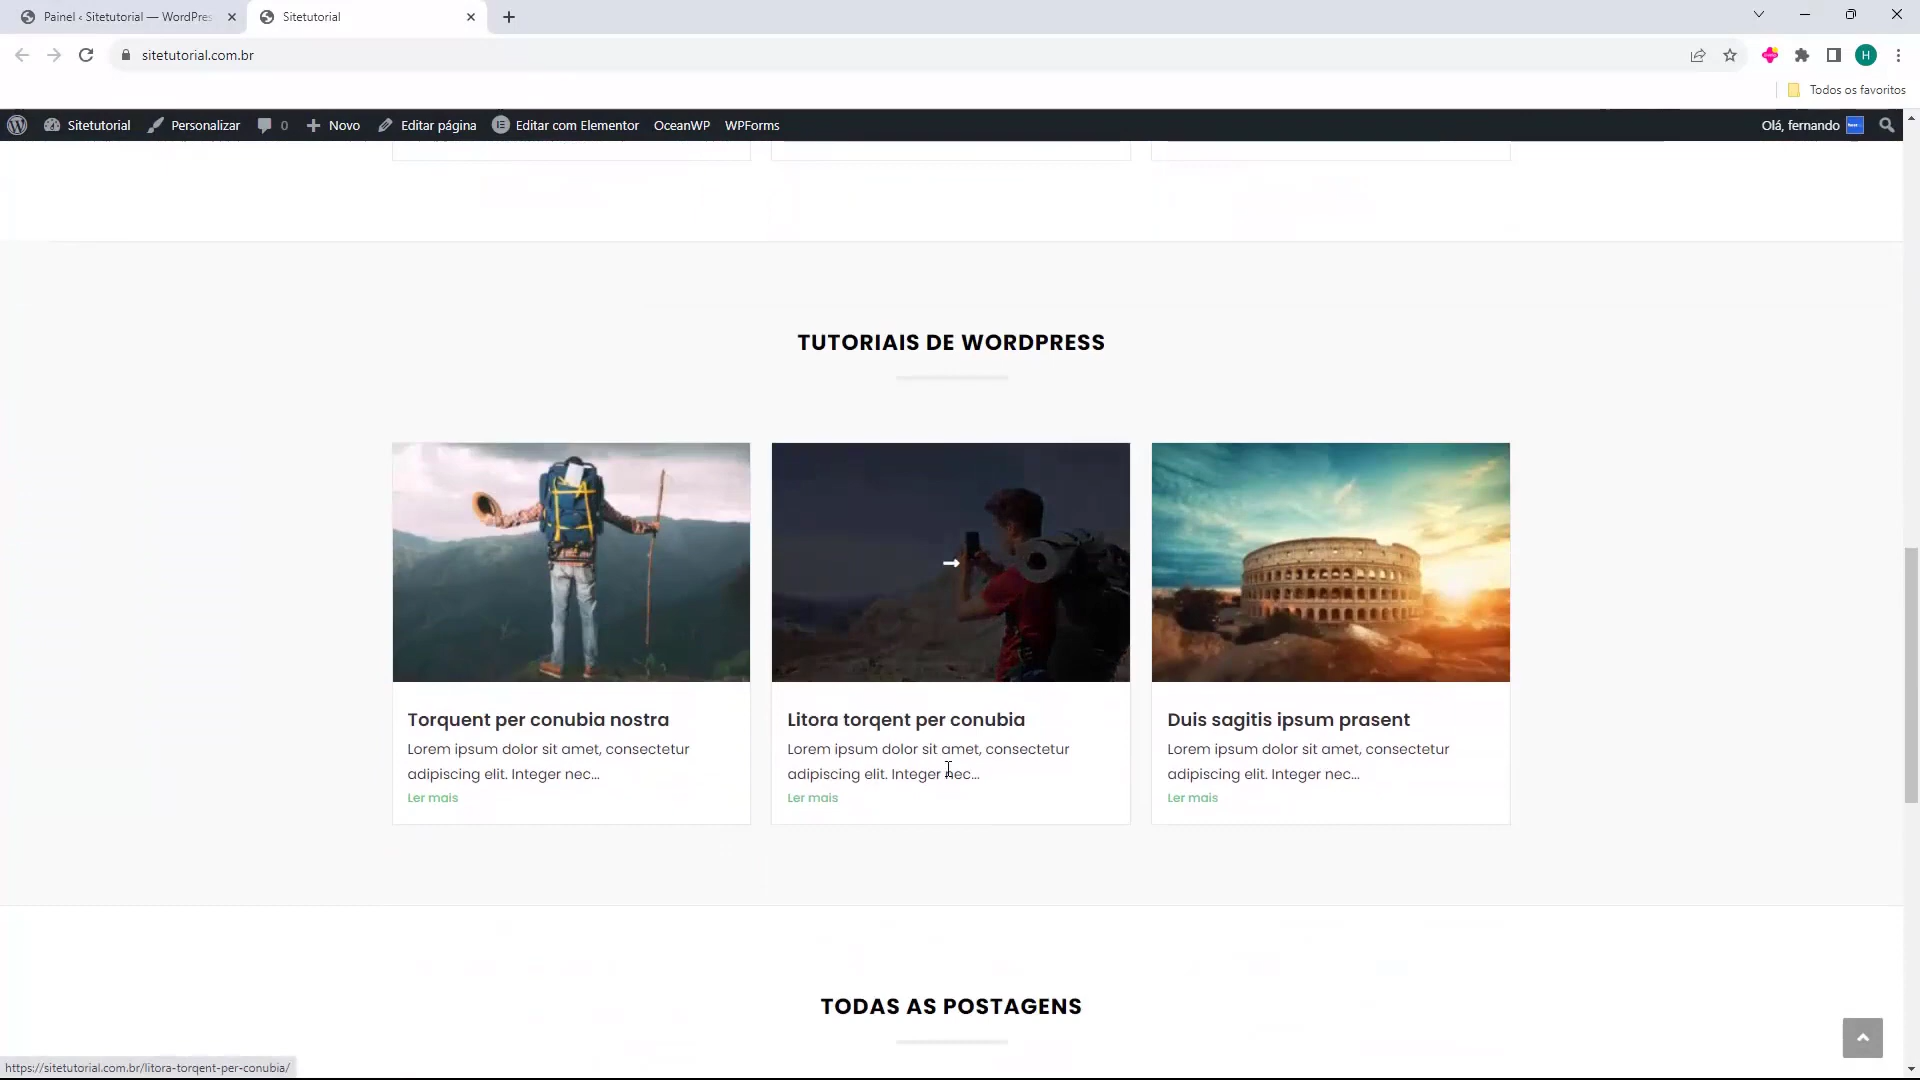 Painel ‹ Sitetutorial — WordPres
Sitetutorial
sitetutorial.com.br
H
Todos os favoritos
Sitetutorial
Personalizar
0
Novo
Editar página
Editar com Elementor
OceanWP
WPForms
Olá, fernando
TUTORIAIS DE WORDPRESS
Torquent per conubia nostra
Lorem ipsum dolor sit amet, consectetur
adipiscing elit. Integer nec...
Ler mais
Litora torqent per conubia
Lorem ipsum dolor sit amet, consectetur
adipiscing elit. Integer nec...
Ler mais
Duis sagitis ipsum prasent
Lorem ipsum dolor sit amet, consectetur
adipiscing elit. Integer nec...
Ler mais
TODAS AS POSTAGENS
https://sitetutorial.com.br/litora-torqent-per-conubia/